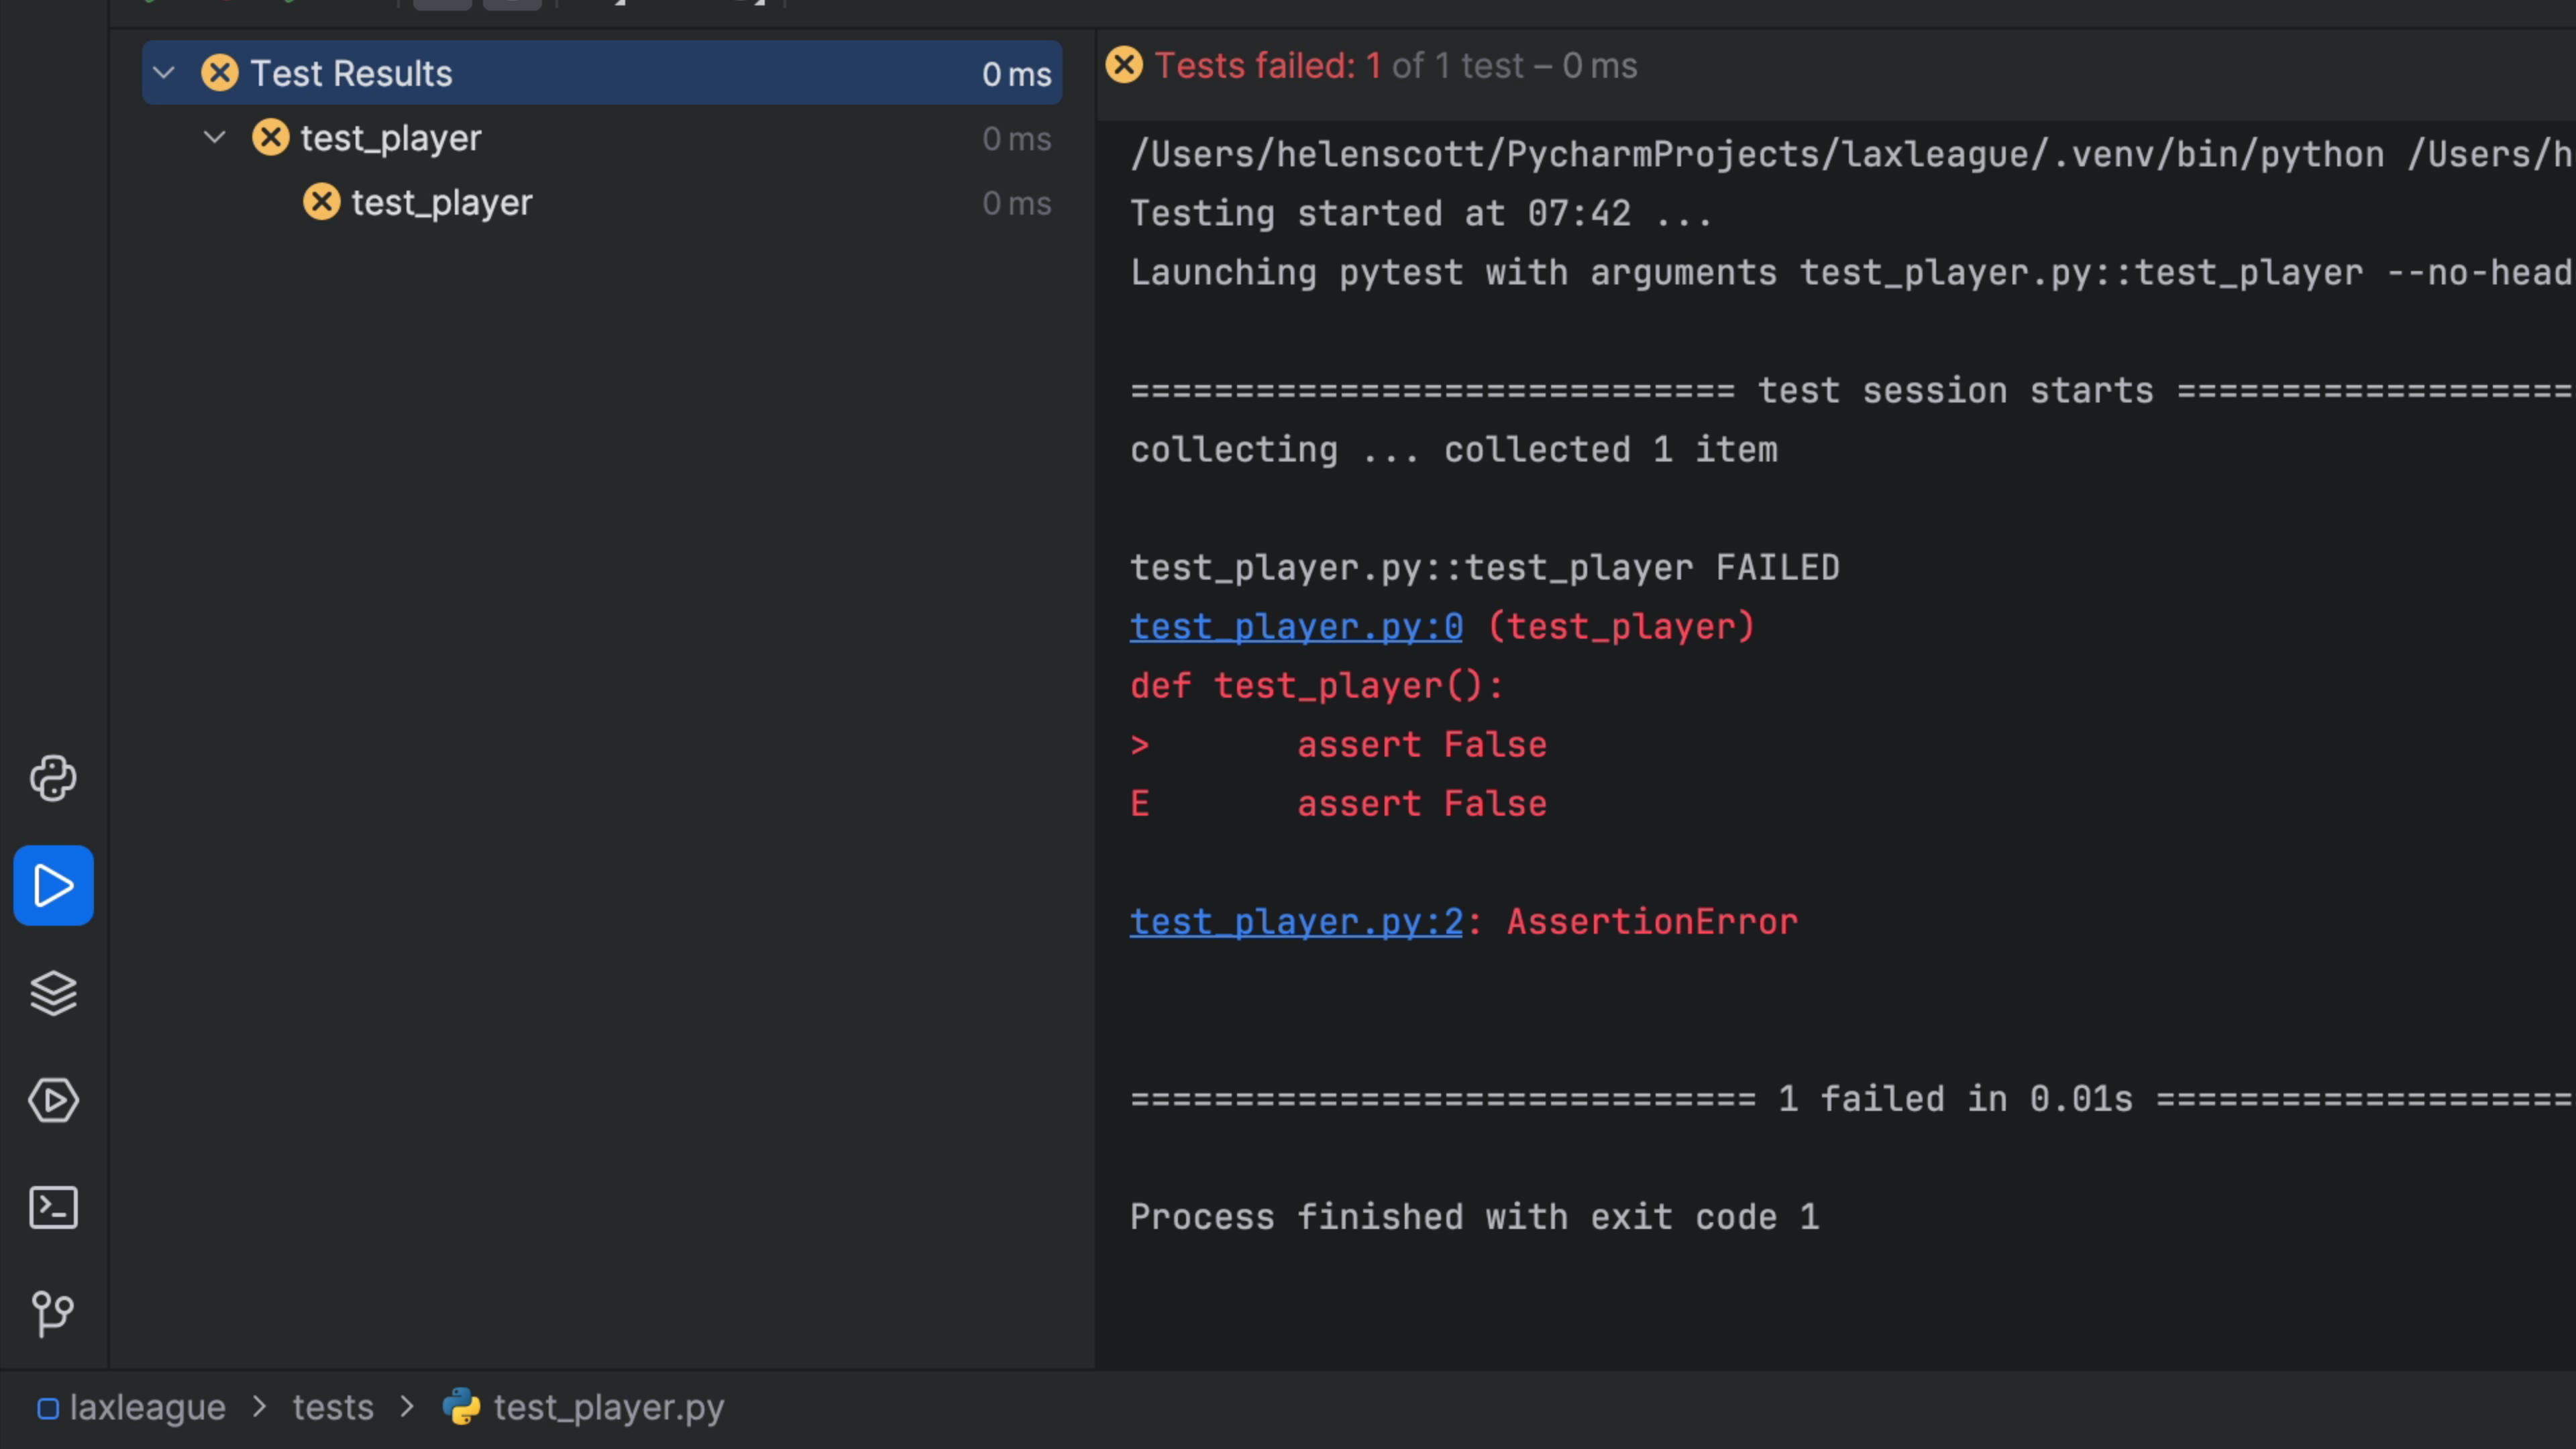 Test Results 0 ms
test_player 0 ms
test_player 0 ms
Tests failed: 1 of 1 test – 0 ms
/Users/helenscott/PycharmProjects/laxleague/.venv/bin/python /Users/h
Testing started at 07:42 ...
Launching pytest with arguments test_player.py::test_player --no-head
============================= test session starts ===================
collecting ... collected 1 item
test_player.py::test_player FAILED
test_player.py:0 (test_player)
def test_player():
>       assert False
E       assert False
test_player.py:2: AssertionError
============================== 1 failed in 0.01s ====================
Process finished with exit code 1
laxleague > tests > test_player.py